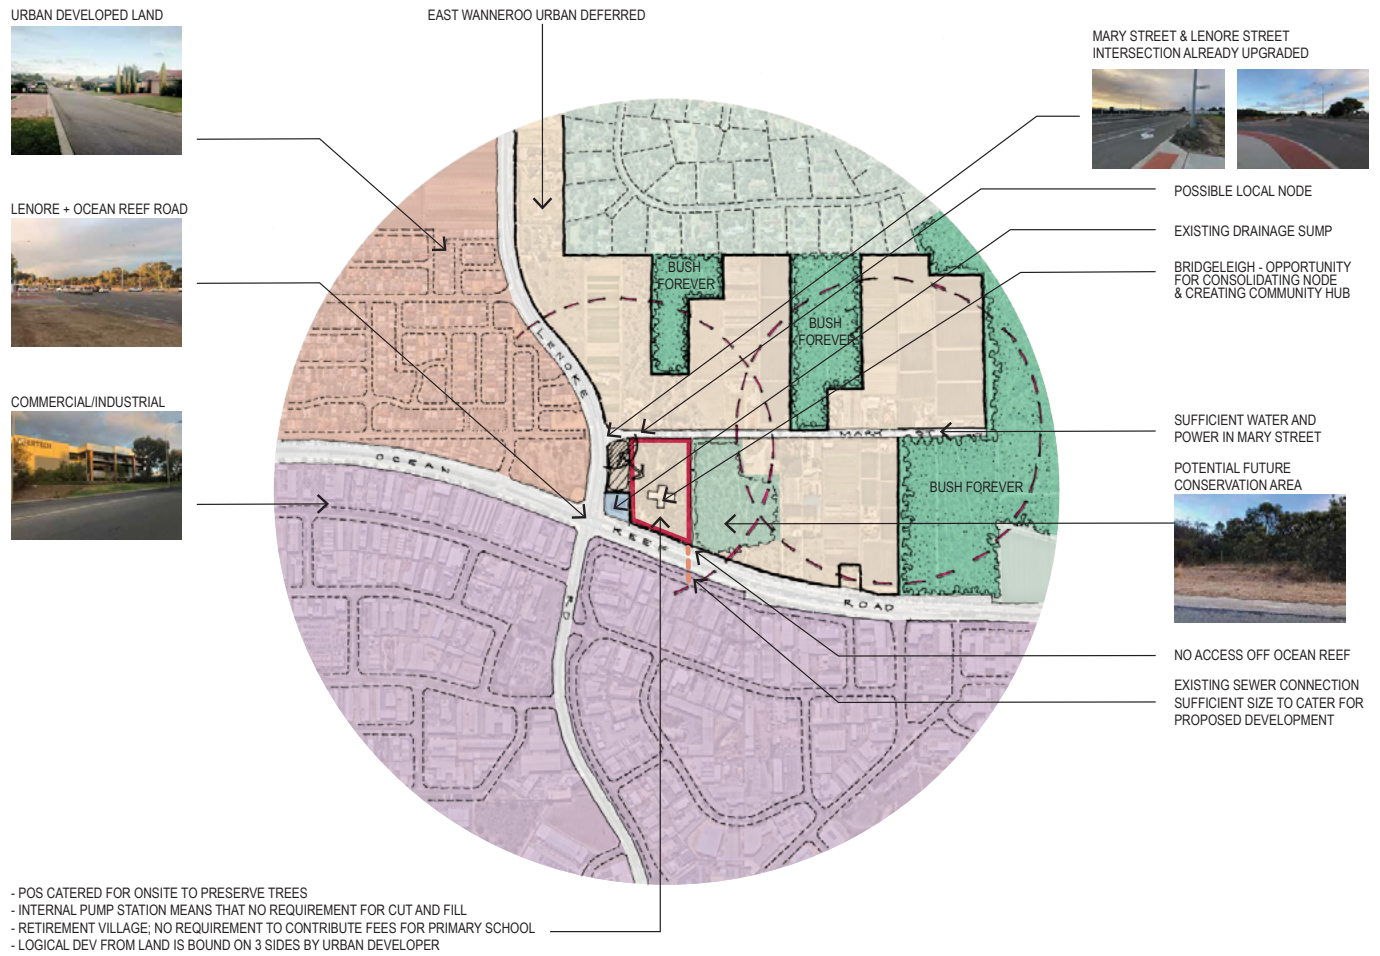 URBAN DEVELOPED LAND
EAST WANNEROO URBAN DEFERRED
MARY STREET & LENORE STREET
INTERSECTION ALREADY UPGRADED
POSSIBLE LOCAL NODE
LENORE + OCEAN REEF ROAD
EXISTING DRAINAGE SUMP
BRIDGELEIGH - OPPORTUNITY
FOR CONSOLIDATING NODE
& CREATING COMMUNITY HUB
BUSH
FOREVER
BUSH
FOREVER
LENORE
COMMERCIAL/INDUSTRIAL
SUFFICIENT WATER AND
POWER IN MARY STREET
MARY ST
OCEAN
REEF
ROAD
RD
BUSH FOREVER
POTENTIAL FUTURE
CONSERVATION AREA
NO ACCESS OFF OCEAN REEF
EXISTING SEWER CONNECTION
SUFFICIENT SIZE TO CATER FOR
PROPOSED DEVELOPMENT
- POS CATERED FOR ONSITE TO PRESERVE TREES
- INTERNAL PUMP STATION MEANS THAT NO REQUIREMENT FOR CUT AND FILL
- RETIREMENT VILLAGE; NO REQUIREMENT TO CONTRIBUTE FEES FOR PRIMARY SCHOOL
- LOGICAL DEV FROM LAND IS BOUND ON 3 SIDES BY URBAN DEVELOPER